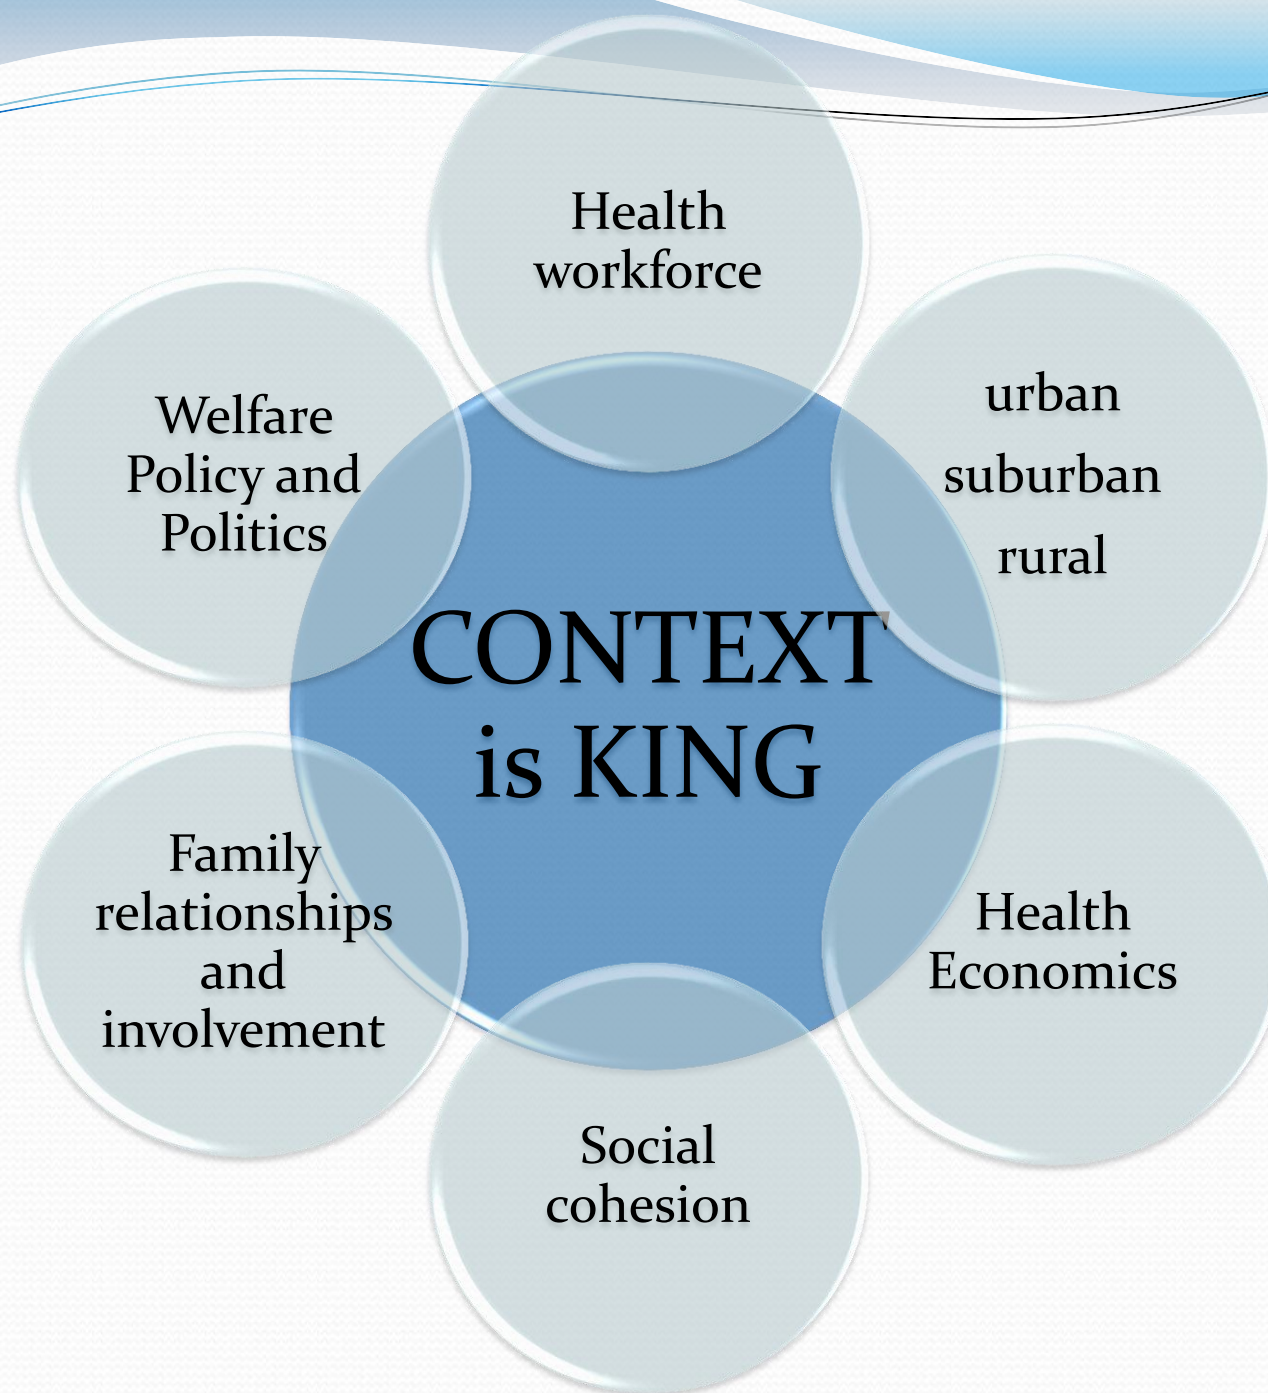 Health
workforce
urban
suburban
rural
Health
Economics
Social
cohesion
Family
relationships
and
involvement
Welfare
Policy and
Politics
CONTEXT
is KING